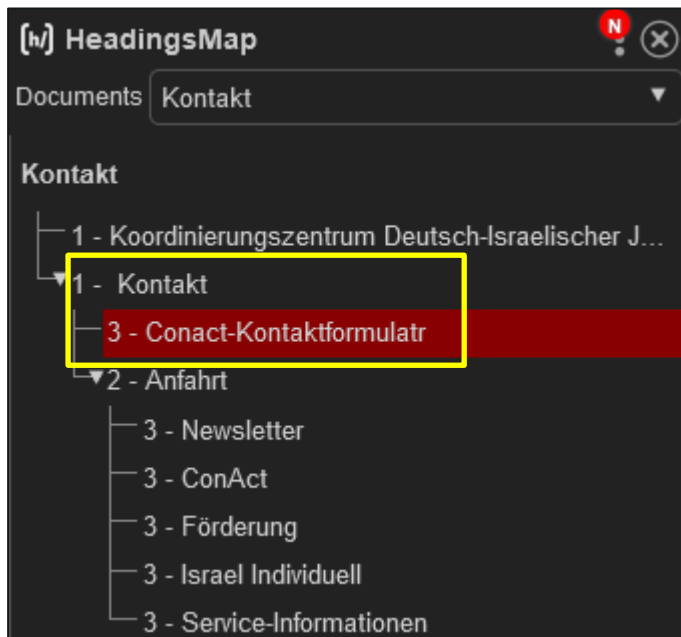 [h/] HeadingsMap N
Documents Kontakt
Kontakt
1 - Koordinierungszentrum Deutsch-Israelischer J...
1 - Kontakt
3 - Conact-Kontaktformulatr
2 - Anfahrt
3 - Newsletter
3 - ConAct
3 - Förderung
3 - Israel Individuell
3 - Service-Informationen